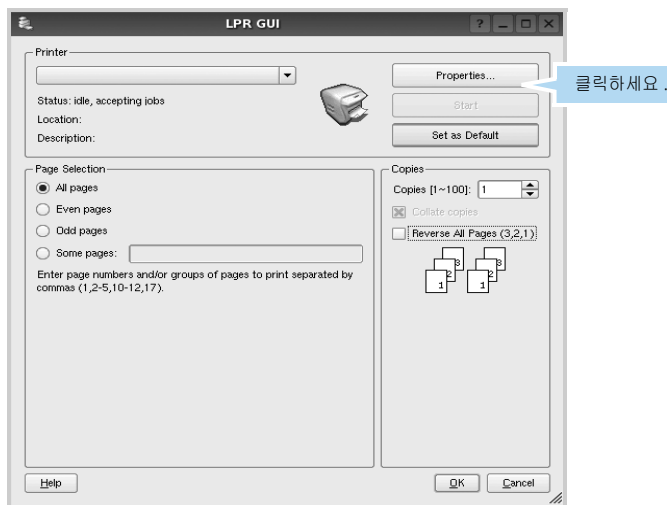 LPR GUI
Printer
Properties...
클릭하세요 .
Status: idle, accepting jobs
Start
Location:
Description:
Set as Default
Page Selection
Copies
All pages
Copies [1~100]: 1
Even pages
Collate copies
Odd pages
Reverse All Pages (3,2,1)
Some pages:
Enter page numbers and/or groups of pages to print separated by
commas (1,2-5,10-12,17).
3 3
2 2
1 1
Help
OK
Cancel